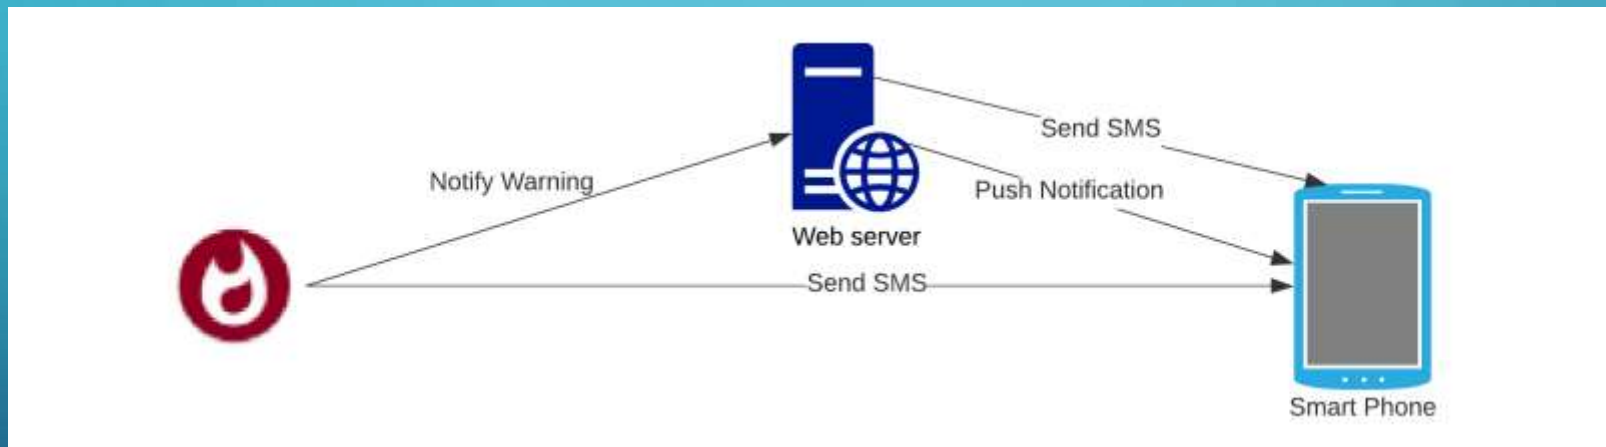 Send SMS
Notify Warning
Push Notification
Web server
Send SMS
Smart Phone